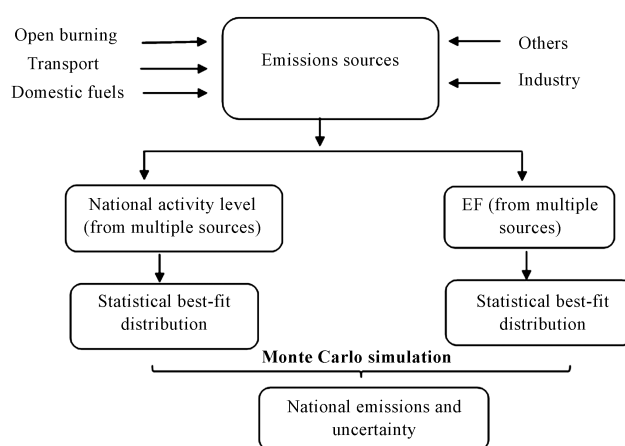 Open burning
Transport
Domestic fuels
Emissions sources
Others
Industry
National activity level
(from multiple sources)
EF (from multiple
sources)
Statistical best-fit
distribution
Statistical best-fit
distribution
Monte Carlo simulation
National emissions and
uncertainty